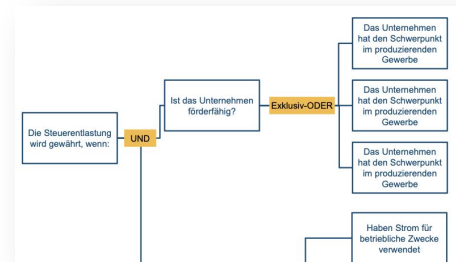 Die Steuerentlastung
wird gewährt, wenn:
UND
Ist das Unternehmen
förderfähig?
Exklusiv-ODER
Das Unternehmen
hat den Schwerpunkt
im produzierenden
Gewerbe
Das Unternehmen
hat den Schwerpunkt
im produzierenden
Gewerbe
Das Unternehmen
hat den Schwerpunkt
im produzierenden
Gewerbe
Haben Strom für
betriebliche Zwecke
verwendet